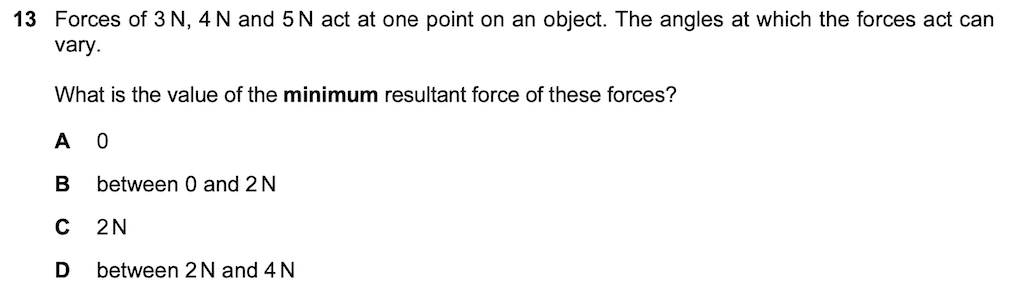 13 Forces of 3 N, 4 N and 5 N act at one point on an object. The angles at which the forces act can
vary.
What is the value of the minimum resultant force of these forces?
A 0
B between 0 and 2 N
C 2 N
D between 2 N and 4 N